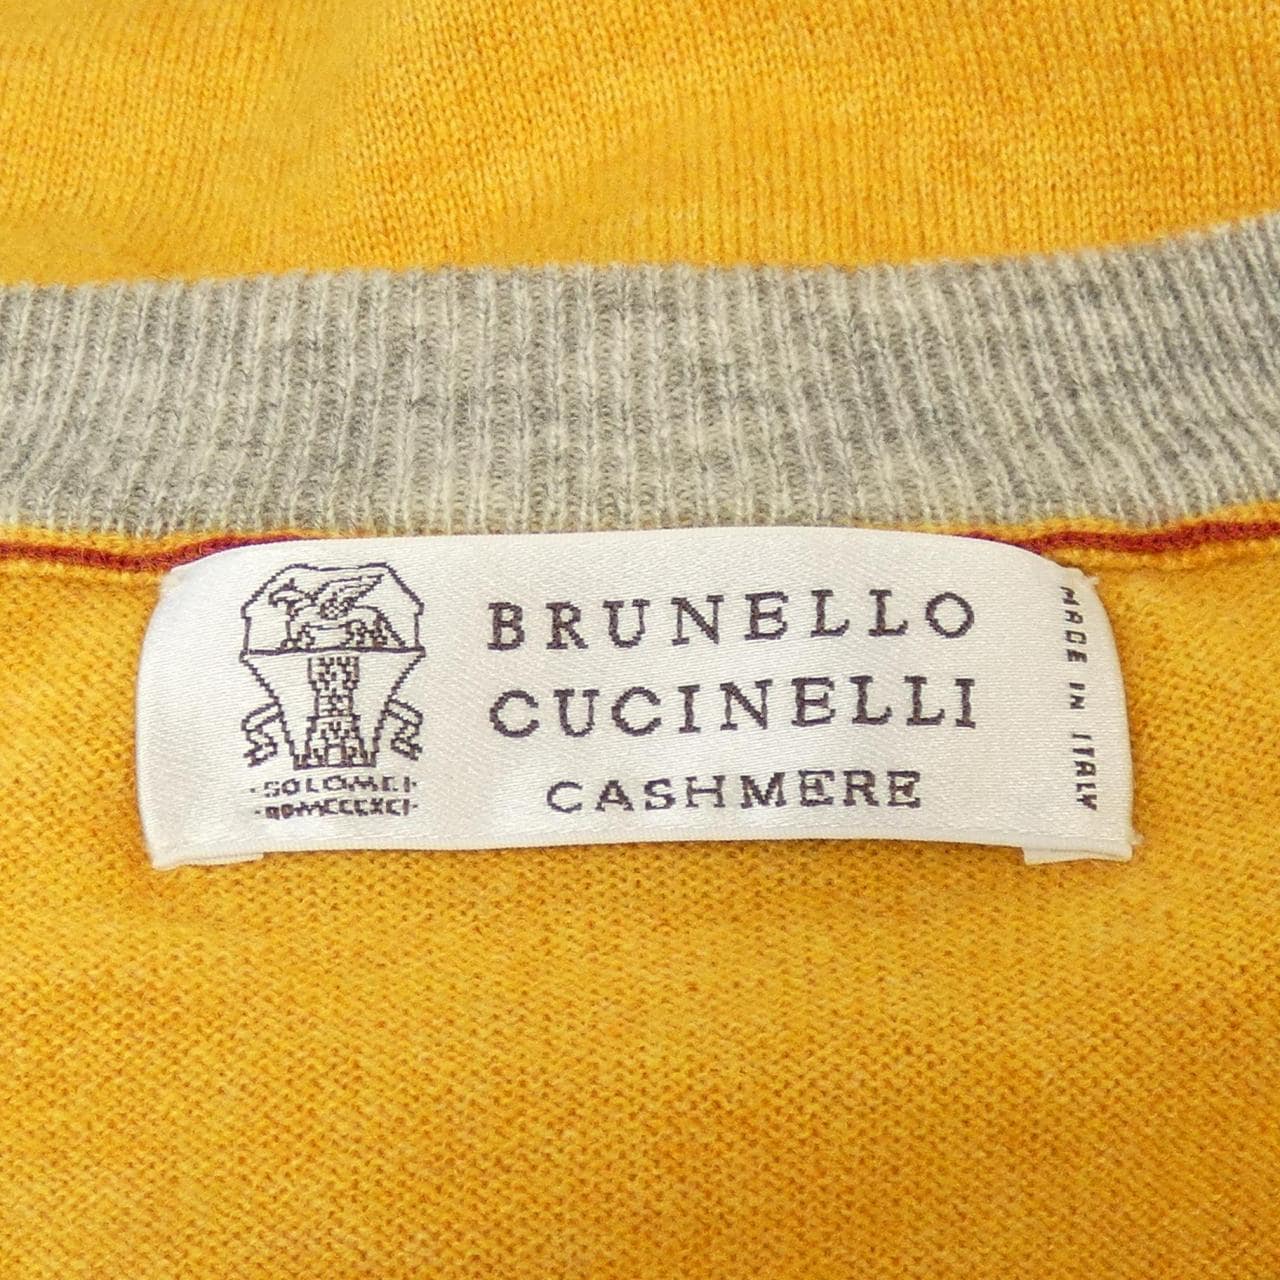 BRUNELLO
CUCINELLI
CASHMERE
·SOLOMEI·
MADE IN ITALY